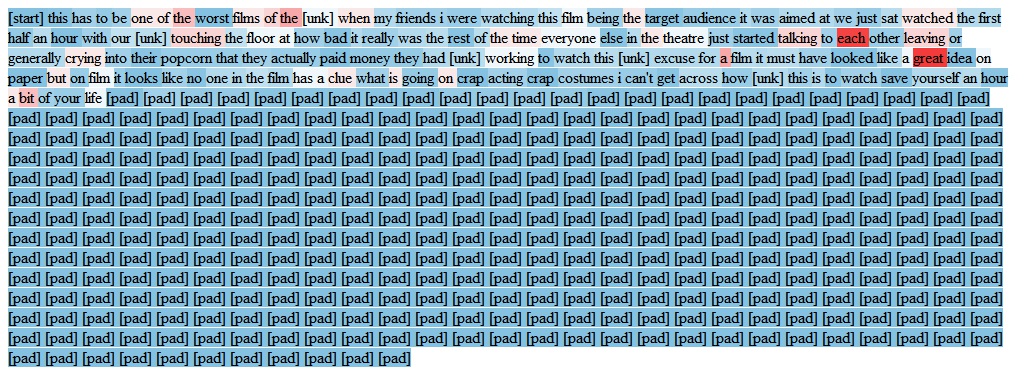 [start] this has to be one of the worst films of the [unk] when my friends i were watching this film being the target audience it was aimed at we just sat watched the first
half an hour with our [unk] touching the floor at how bad it really was the rest of the time everyone else in the theatre just started talking to each other leaving or
generally crying into their popcorn that they actually paid money they had [unk] working to watch this [unk] excuse for a film it must have looked like a great idea on
paper but on film it looks like no one in the film has a clue what is going on crap acting crap costumes i can't get across how [unk] this is to watch save yourself an hour
a bit of your life [pad] [pad] [pad] [pad] [pad] [pad] [pad] [pad] [pad] [pad] [pad] [pad] [pad] [pad] [pad] [pad] [pad] [pad] [pad] [pad] [pad] [pad] [pad] [pad]
[pad] [pad] [pad] [pad] [pad] [pad] [pad] [pad] [pad] [pad] [pad] [pad] [pad] [pad] [pad] [pad] [pad] [pad] [pad] [pad] [pad] [pad] [pad] [pad] [pad] [pad] [pad]
[pad] [pad] [pad] [pad] [pad] [pad] [pad] [pad] [pad] [pad] [pad] [pad] [pad] [pad] [pad] [pad] [pad] [pad] [pad] [pad] [pad] [pad] [pad] [pad] [pad] [pad] [pad]
[pad] [pad] [pad] [pad] [pad] [pad] [pad] [pad] [pad] [pad] [pad] [pad] [pad] [pad] [pad] [pad] [pad] [pad] [pad] [pad] [pad] [pad] [pad] [pad] [pad] [pad] [pad]
[pad] [pad] [pad] [pad] [pad] [pad] [pad] [pad] [pad] [pad] [pad] [pad] [pad] [pad] [pad] [pad] [pad] [pad] [pad] [pad] [pad] [pad] [pad] [pad] [pad] [pad] [pad]
[pad] [pad] [pad] [pad] [pad] [pad] [pad] [pad] [pad] [pad] [pad] [pad] [pad] [pad] [pad] [pad] [pad] [pad] [pad] [pad] [pad] [pad] [pad] [pad] [pad] [pad] [pad]
[pad] [pad] [pad] [pad] [pad] [pad] [pad] [pad] [pad] [pad] [pad] [pad] [pad] [pad] [pad] [pad] [pad] [pad] [pad] [pad] [pad] [pad] [pad] [pad] [pad] [pad] [pad]
[pad] [pad] [pad] [pad] [pad] [pad] [pad] [pad] [pad] [pad] [pad] [pad] [pad] [pad] [pad] [pad] [pad] [pad] [pad] [pad] [pad] [pad] [pad] [pad] [pad] [pad] [pad]
[pad] [pad] [pad] [pad] [pad] [pad] [pad] [pad] [pad] [pad] [pad] [pad] [pad] [pad] [pad] [pad] [pad] [pad] [pad] [pad] [pad] [pad] [pad] [pad] [pad] [pad] [pad]
[pad] [pad] [pad] [pad] [pad] [pad] [pad] [pad] [pad] [pad] [pad] [pad] [pad] [pad] [pad] [pad] [pad] [pad] [pad] [pad] [pad] [pad] [pad] [pad] [pad] [pad] [pad]
[pad] [pad] [pad] [pad] [pad] [pad] [pad] [pad] [pad] [pad] [pad] [pad] [pad] [pad] [pad] [pad] [pad] [pad] [pad] [pad] [pad] [pad] [pad] [pad] [pad] [pad] [pad]
[pad] [pad] [pad] [pad] [pad] [pad] [pad] [pad] [pad] [pad] [pad] [pad] [pad] [pad] [pad] [pad] [pad] [pad] [pad] [pad] [pad] [pad] [pad] [pad] [pad] [pad] [pad]
[pad] [pad] [pad] [pad] [pad] [pad] [pad] [pad] [pad] [pad] [pad] [pad] [pad] [pad] [pad] [pad] [pad] [pad] [pad] [pad] [pad] [pad] [pad] [pad] [pad] [pad] [pad]
[pad] [pad] [pad] [pad] [pad] [pad] [pad] [pad] [pad] [pad] [pad]